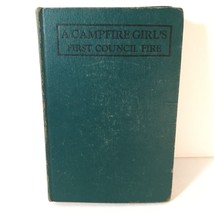 A CAMPFIRE GIRL'S
FIRST COUNCIL FIRE